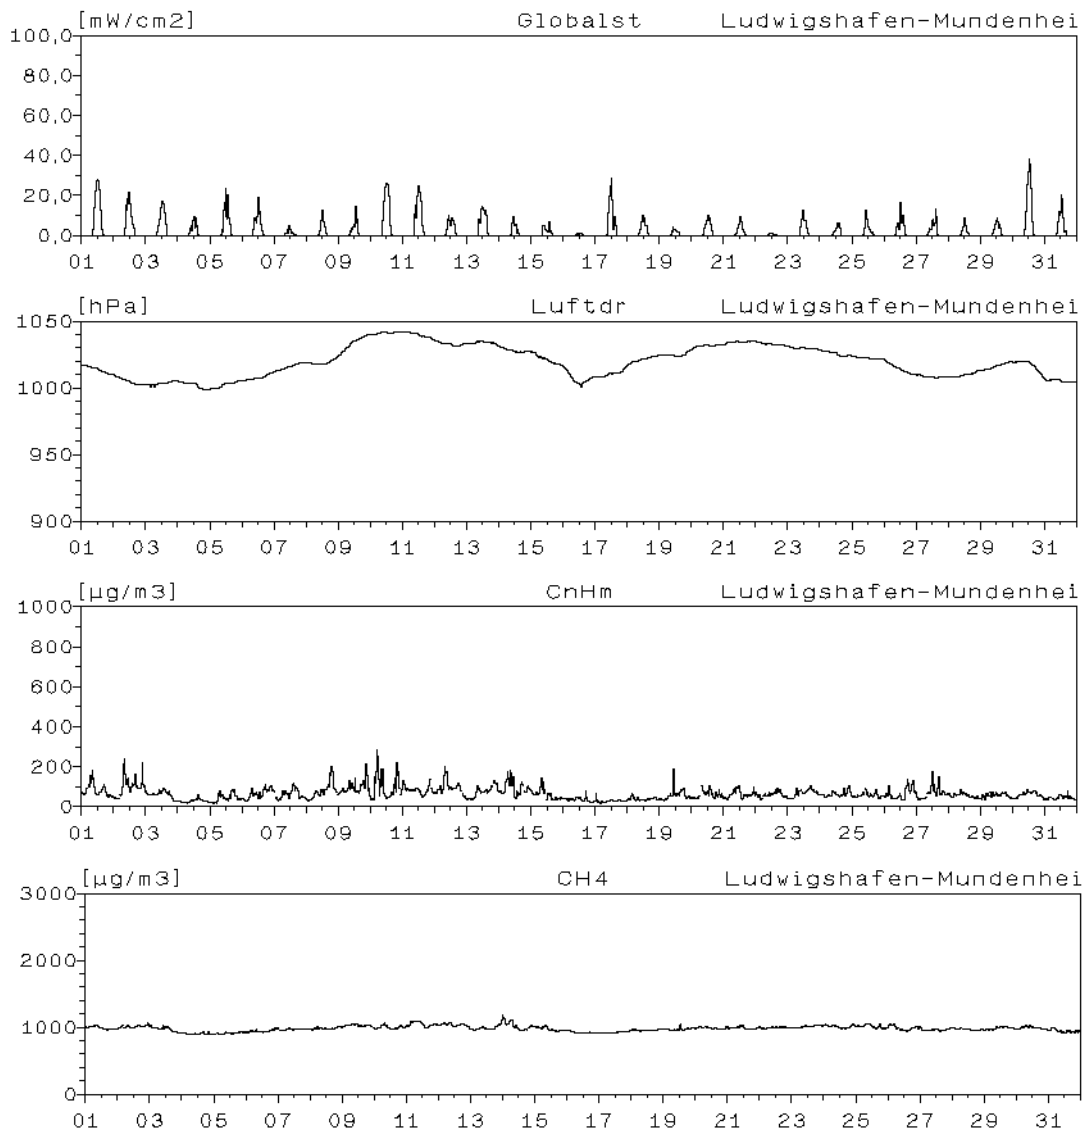 [mW/cm2] Globalst Ludwigshafen-Mundenhei
100,0
80,0
60,0
40,0
20,0
0,0
01 03 05 07 09 11 13 15 17 19 21 23 25 27 29 31
[hPa] Luftdr Ludwigshafen-Mundenhei
1050
1000
950
900
01 03 05 07 09 11 13 15 17 19 21 23 25 27 29 31
[µg/m3] CnHm Ludwigshafen-Mundenhei
1000
800
600
400
200
0
01 03 05 07 09 11 13 15 17 19 21 23 25 27 29 31
[µg/m3] CH4 Ludwigshafen-Mundenhei
3000
2000
1000
0
01 03 05 07 09 11 13 15 17 19 21 23 25 27 29 31